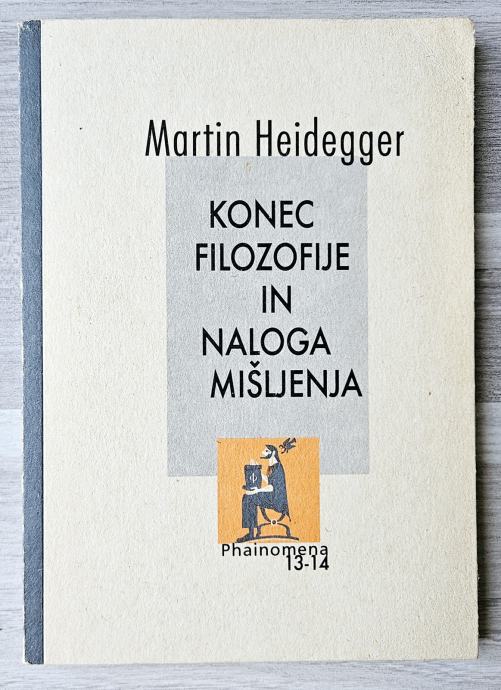 Martin Heidegger
KONEC
FILOZOFIJE
IN
NALOGA
MIŠLJENJA
Phainomena
13-14